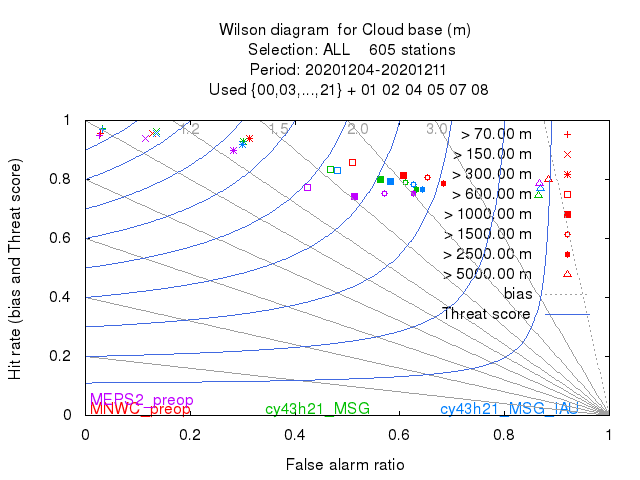 Wilson diagram  for Cloud base (m)
Selection: ALL    605 stations
Period: 20201204-20201211
Used {00,03,...,21} + 01 02 04 05 07 08
1
0.8
0.6
0.4
0.2
0
1.2
1.5
2.0
3.0
> 70.00 m
> 150.00 m
> 300.00 m
> 600.00 m
> 1000.00 m
> 1500.00 m
> 2500.00 m
> 5000.00 m
bias
Threat score
MEPS2_preop
MNWC_preop
cy43h21_MSG
cy43h21_MSG_IAU
0
0.2
0.4
0.6
0.8
1
Hit rate (bias and Threat score)
False alarm ratio